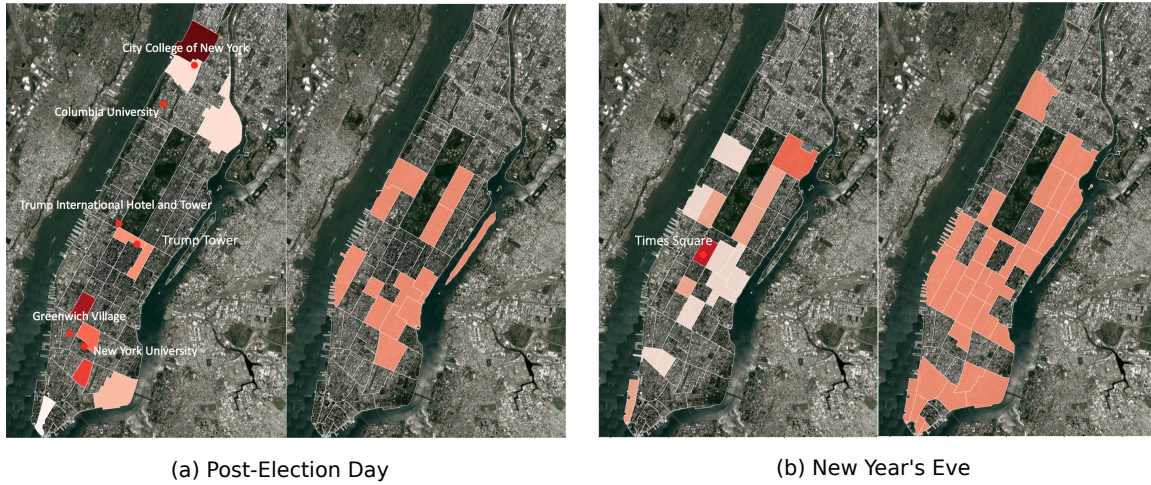 City College of New York
Columbia University
Trump International Hotel and Tower
Trump Tower
Greenwich Village
New York University
Times Square
(a) Post-Election Day
(b) New Year's Eve